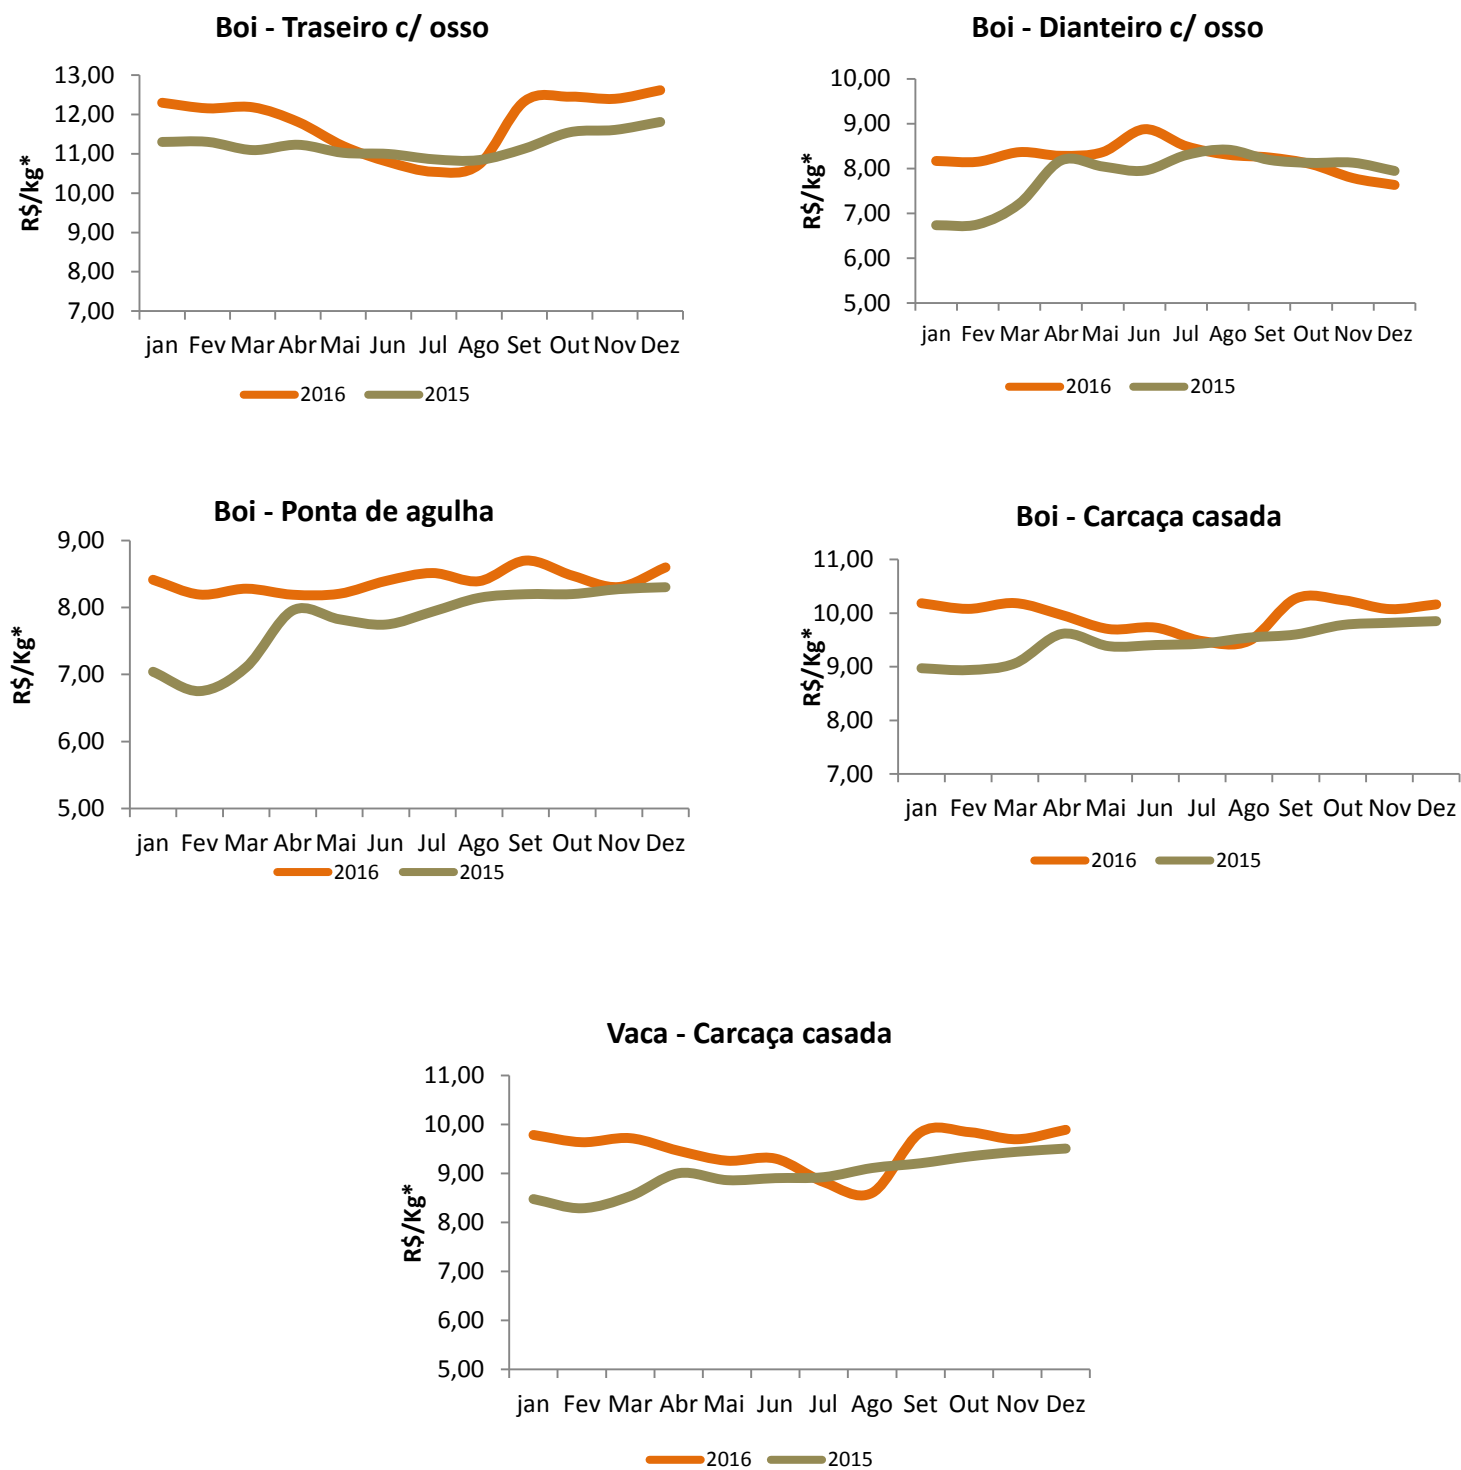 Boi - Traseiro c/ osso
R$/kg*
13,00
12,00
11,00
10,00
9,00
8,00
7,00
jan Fev Mar Abr Mai Jun Jul Ago Set Out Nov Dez
2016 2015
Boi - Dianteiro c/ osso
R$/kg*
10,00
9,00
8,00
7,00
6,00
5,00
jan Fev Mar Abr Mai Jun Jul Ago Set Out Nov Dez
2016 2015
Boi - Ponta de agulha
R$/Kg*
9,00
8,00
7,00
6,00
5,00
jan Fev Mar Abr Mai Jun Jul Ago Set Out Nov Dez
2016 2015
Boi - Carcaça casada
R$/Kg*
11,00
10,00
9,00
8,00
7,00
jan Fev Mar Abr Mai Jun Jul Ago Set Out Nov Dez
2016 2015
Vaca - Carcaça casada
R$/Kg*
11,00
10,00
9,00
8,00
7,00
6,00
5,00
jan Fev Mar Abr Mai Jun Jul Ago Set Out Nov Dez
2016 2015